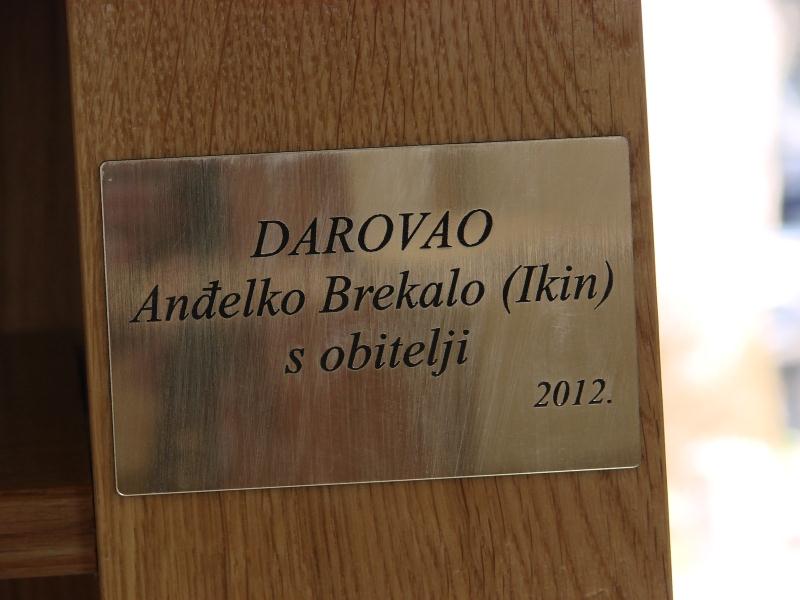 DAROVAO
Anđelko Brekalo (Ikin)
s obitelji
2012.